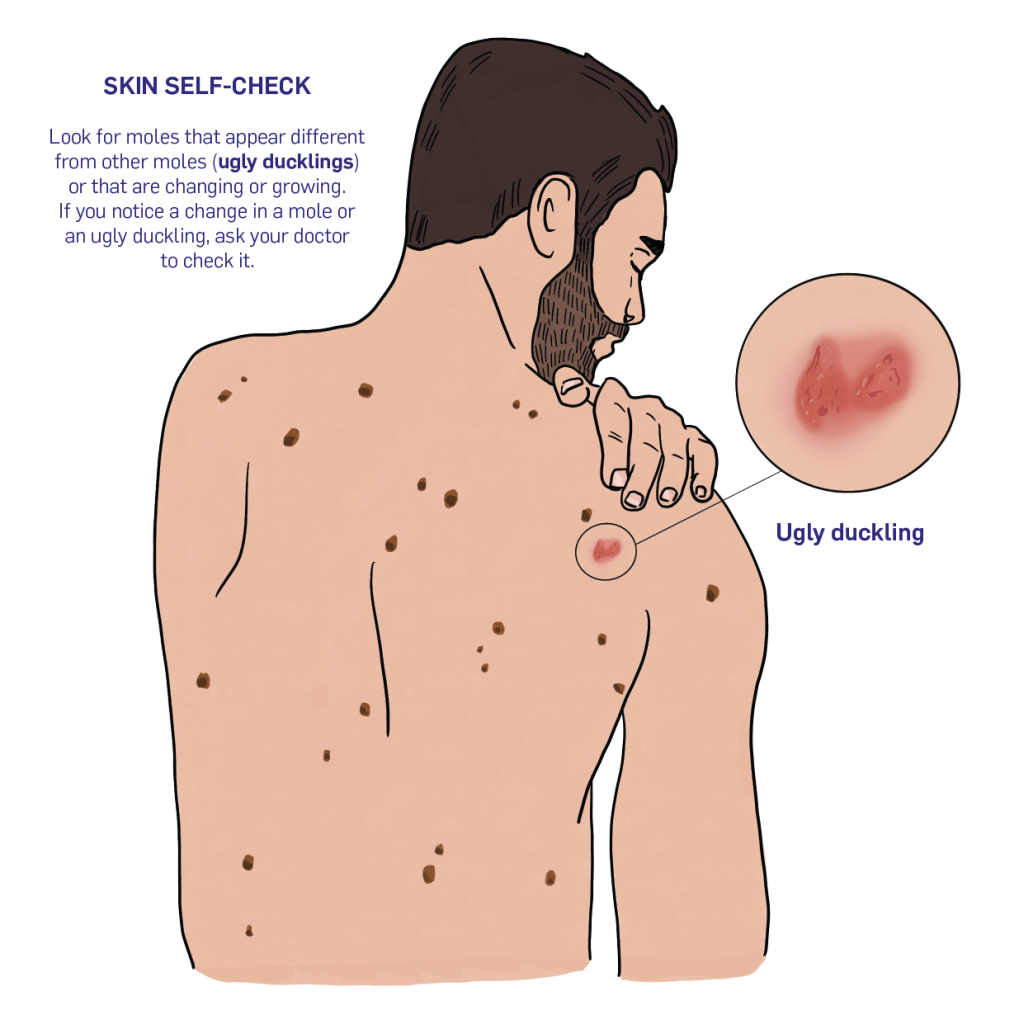 SKIN SELF-CHECK
Look for moles that appear different
from other moles (ugly ducklings)
or that are changing or growing.
If you notice a change in a mole or
an ugly duckling, ask your doctor
to check it.
Ugly duckling